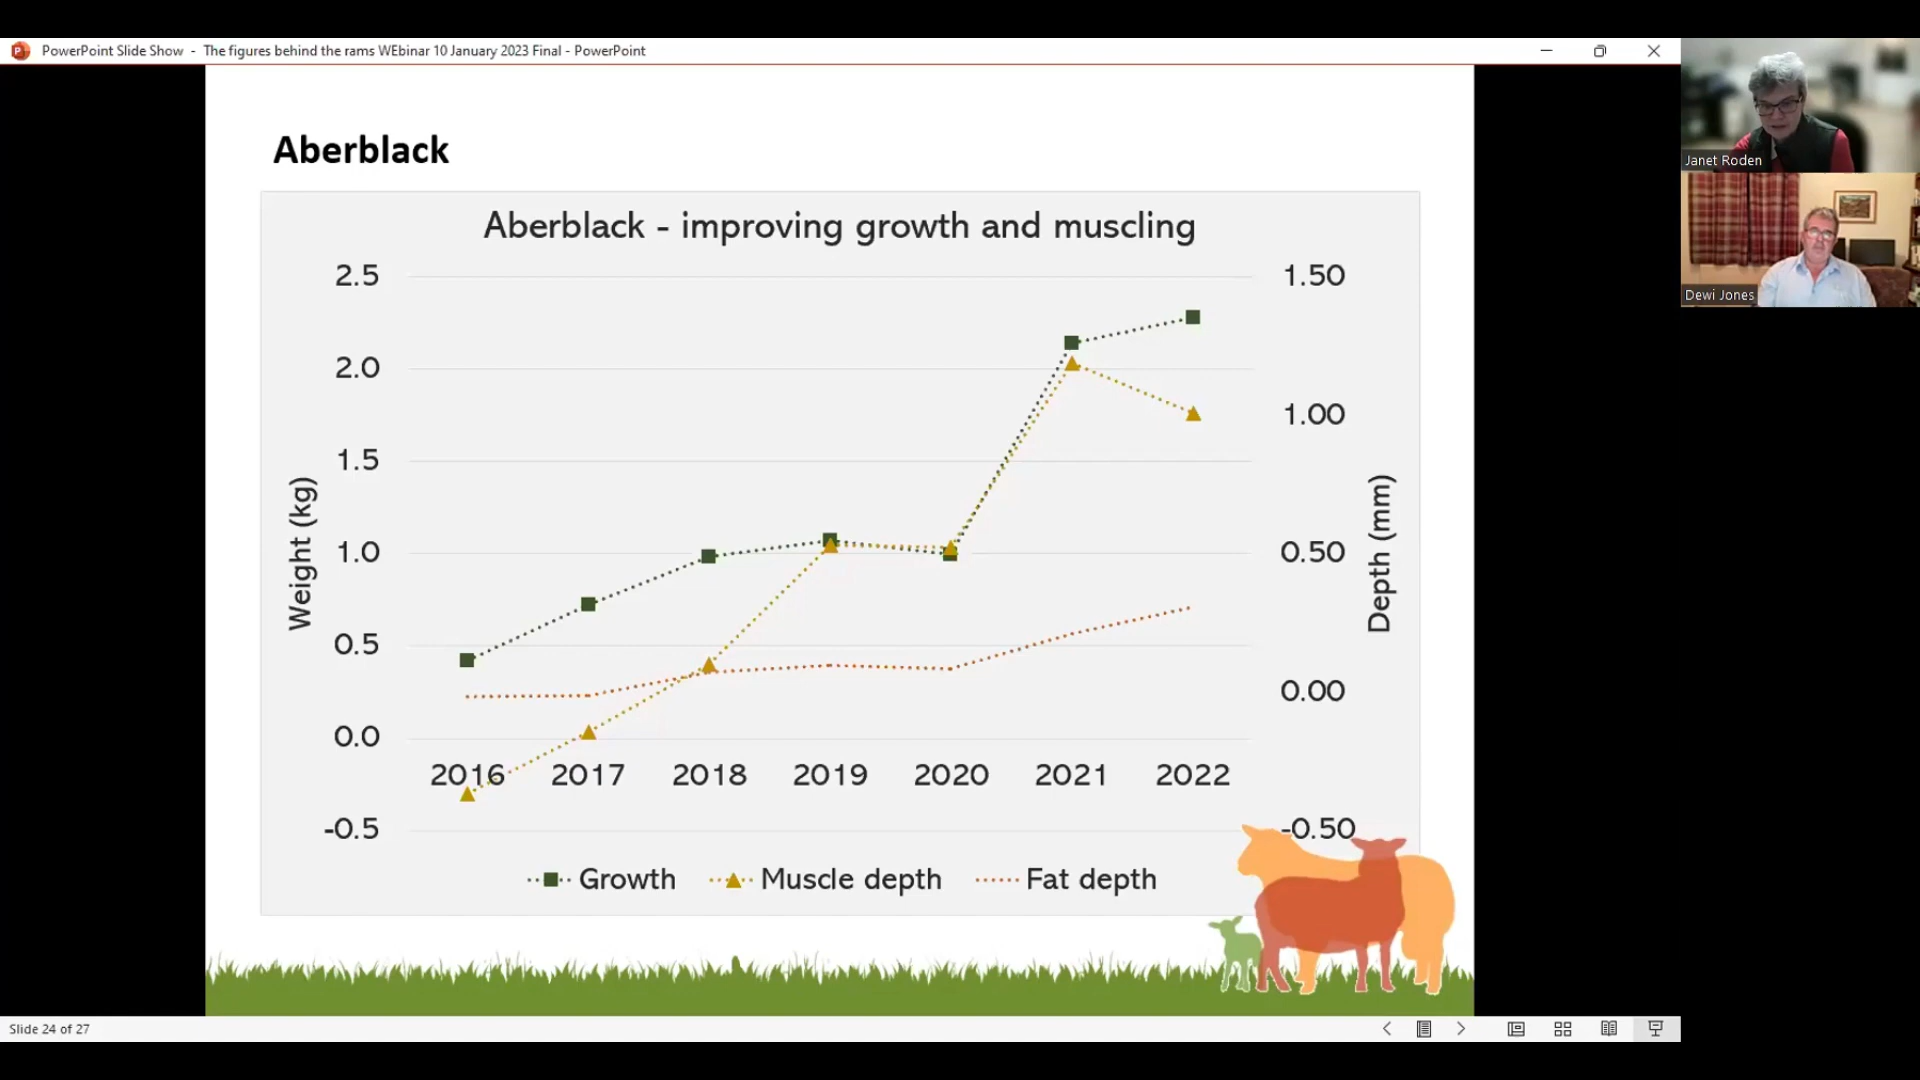 PowerPoint Slide Show - The figures behind the rams WEbinar 10 January 2023 Final - PowerPoint
Janet Roden
Dewi Jones
Aberblack
Aberblack - improving growth and muscling
2.5
2.0
1.5
1.0
0.5
0.0
-0.5
Weight (kg)
1.50
1.00
0.50
0.00
-0.50
Depth (mm)
2016 2017 2018 2019 2020 2021 2022
Growth Muscle depth Fat depth
Slide 24 of 27